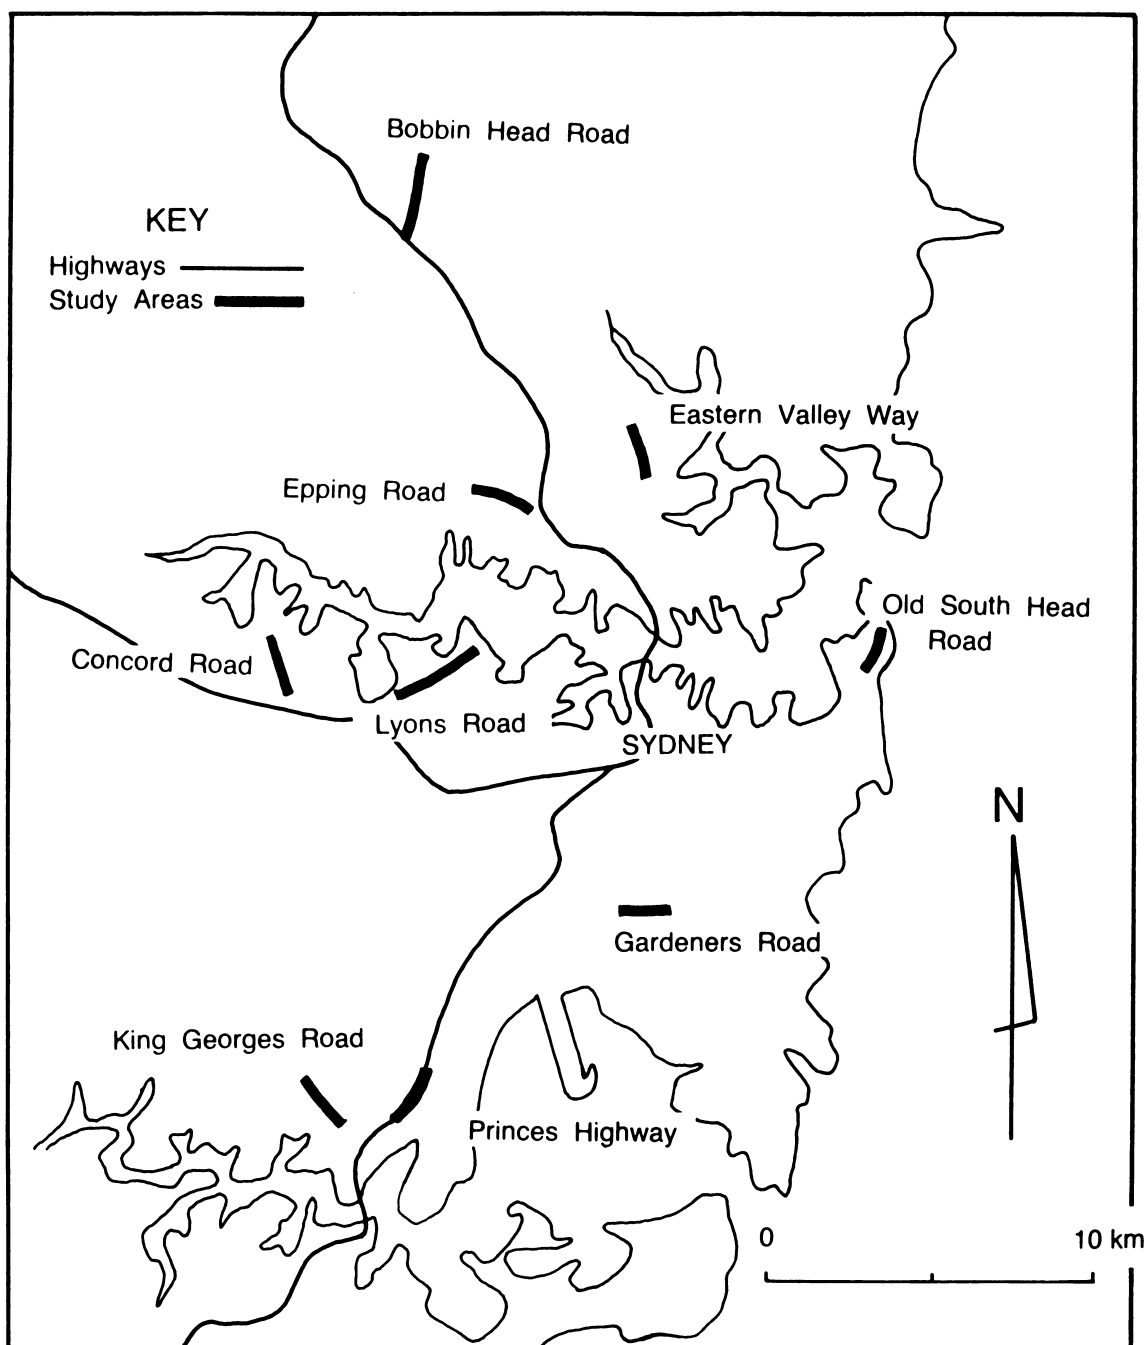 Bobbin Head Road
KEY
Highways
Study Areas
Eastern Valley Way
Epping Road
Old South Head
Road
Concord Road
Lyons Road
SYDNEY
N
Gardeners Road
King Georges Road
Princes Highway
0 10 km